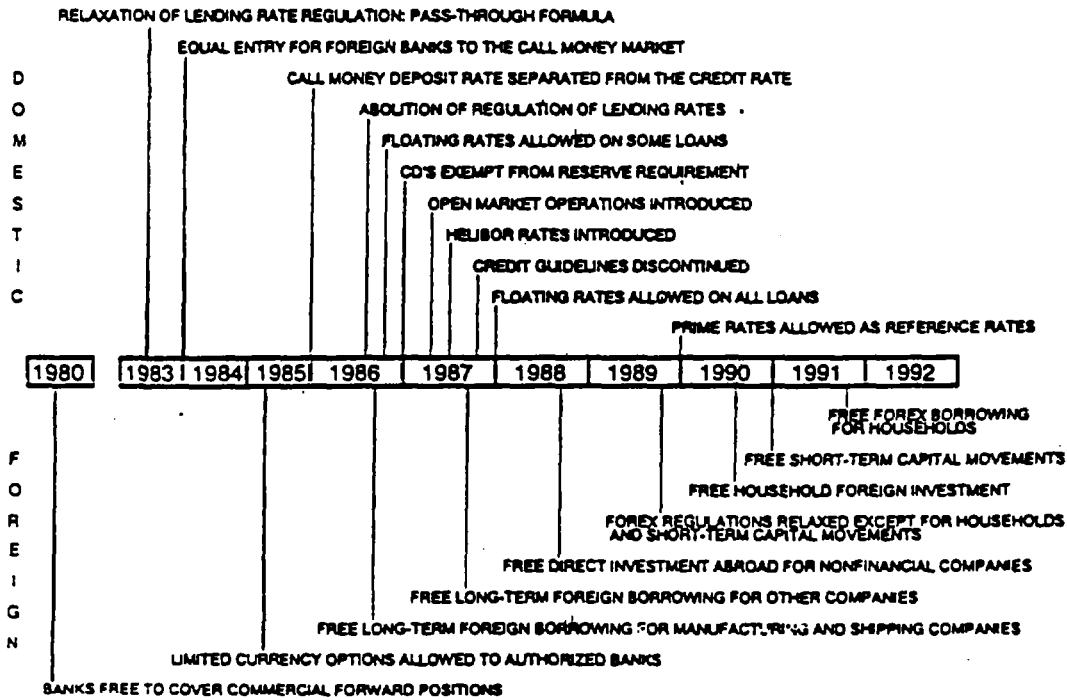 RELAXATION OF LENDING RATE REGULATION: PASS-THROUGH FORMULA
EQUAL ENTRY FOR FOREIGN BANKS TO THE CALL MONEY MARKET
CALL MONEY DEPOSIT RATE SEPARATED FROM THE CREDIT RATE
ABOLITION OF REGULATION OF LENDING RATES
FLOATING RATES ALLOWED ON SOME LOANS
CD'S EXEMPT FROM RESERVE REQUIREMENT
OPEN MARKET OPERATIONS INTRODUCED
HELIBOR RATES INTRODUCED
CREDIT GUIDELINES DISCONTINUED
FLOATING RATES ALLOWED ON ALL LOANS
PRIME RATES ALLOWED AS REFERENCE RATES
DOMESTIC
1980 1983 1984 1985 1986 1987 1988 1989 1990 1991 1992
FREE FOREX BORROWING
FOR HOUSEHOLDS
FREE SHORT-TERM CAPITAL MOVEMENTS
FREE HOUSEHOLD FOREIGN INVESTMENT
FOREX REGULATIONS RELAXED EXCEPT FOR HOUSEHOLDS
AND SHORT-TERM CAPITAL MOVEMENTS
FREE DIRECT INVESTMENT ABROAD FOR NONFINANCIAL COMPANIES
FREE LONG-TERM FOREIGN BORROWING FOR OTHER COMPANIES
FREE LONG-TERM FOREIGN BORROWING FOR MANUFACTURING AND SHIPPING COMPANIES
LIMITED CURRENCY OPTIONS ALLOWED TO AUTHORIZED BANKS
BANKS FREE TO COVER COMMERCIAL FORWARD POSITIONS
FOREIGN